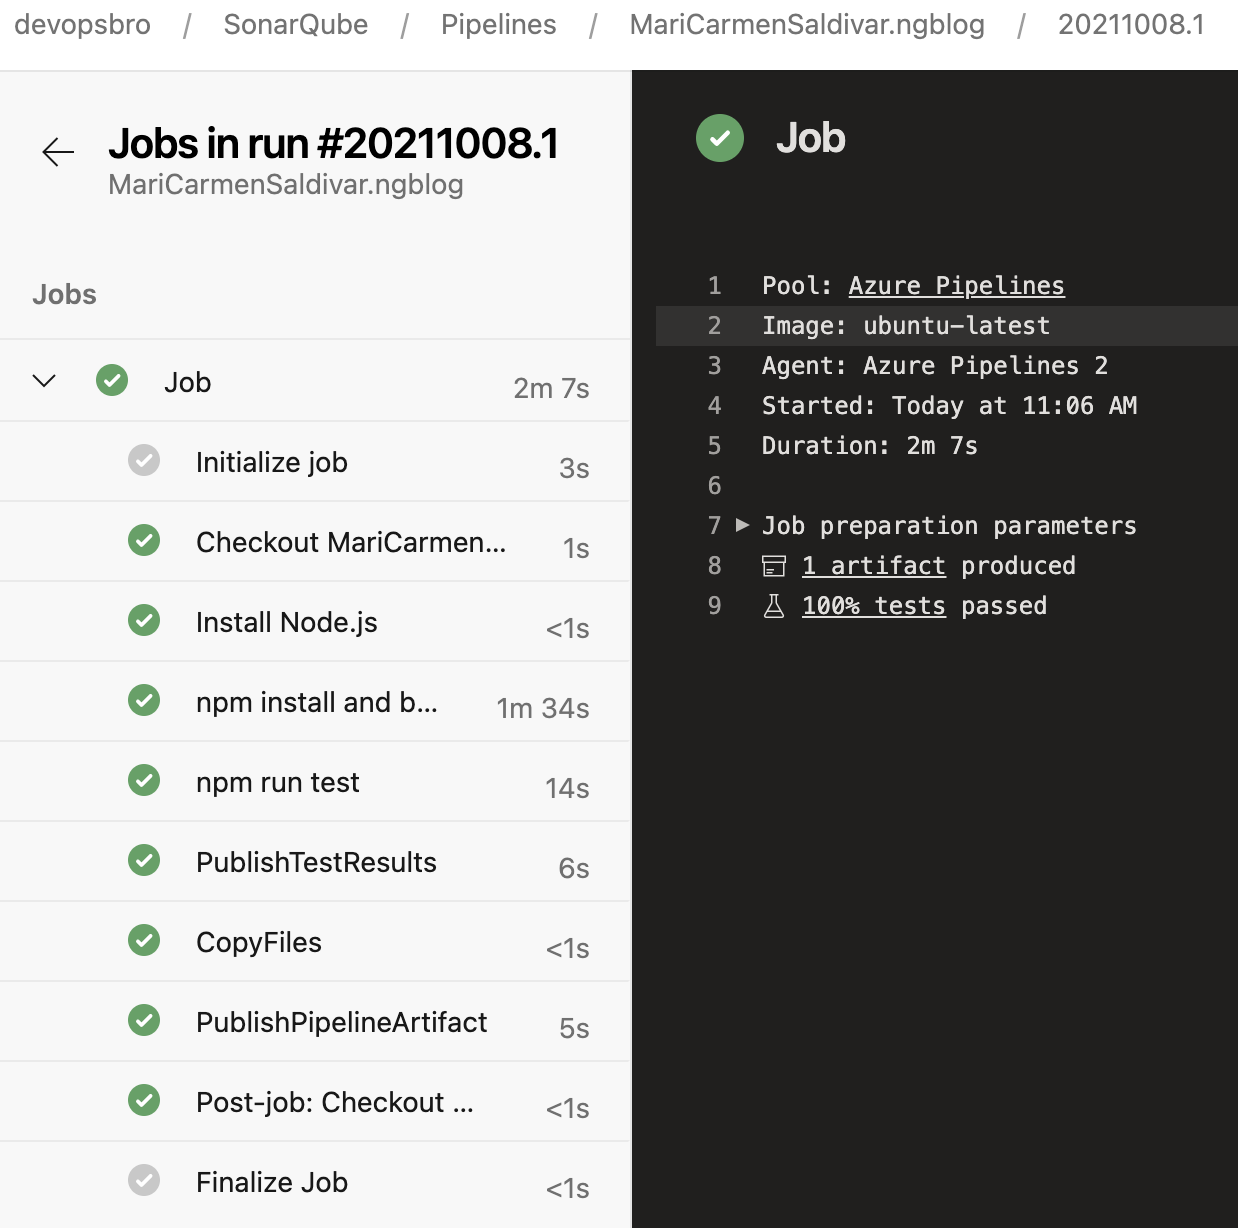 devopsbro / SonarQube / Pipelines / MariCarmenSaldivar.ngblog / 20211008.1
Jobs in run #20211008.1
MariCarmenSaldivar.ngblog
Jobs
Job 2m 7s
Initialize job 3s
Checkout MariCarmen... 1s
Install Node.js <1s
npm install and b... 1m 34s
npm run test 14s
PublishTestResults 6s
CopyFiles <1s
PublishPipelineArtifact 5s
Post-job: Checkout ... <1s
Finalize Job <1s
Job
1 Pool: Azure Pipelines
2 Image: ubuntu-latest
3 Agent: Azure Pipelines 2
4 Started: Today at 11:06 AM
5 Duration: 2m 7s
6
7 Job preparation parameters
8 1 artifact produced
9 100% tests passed